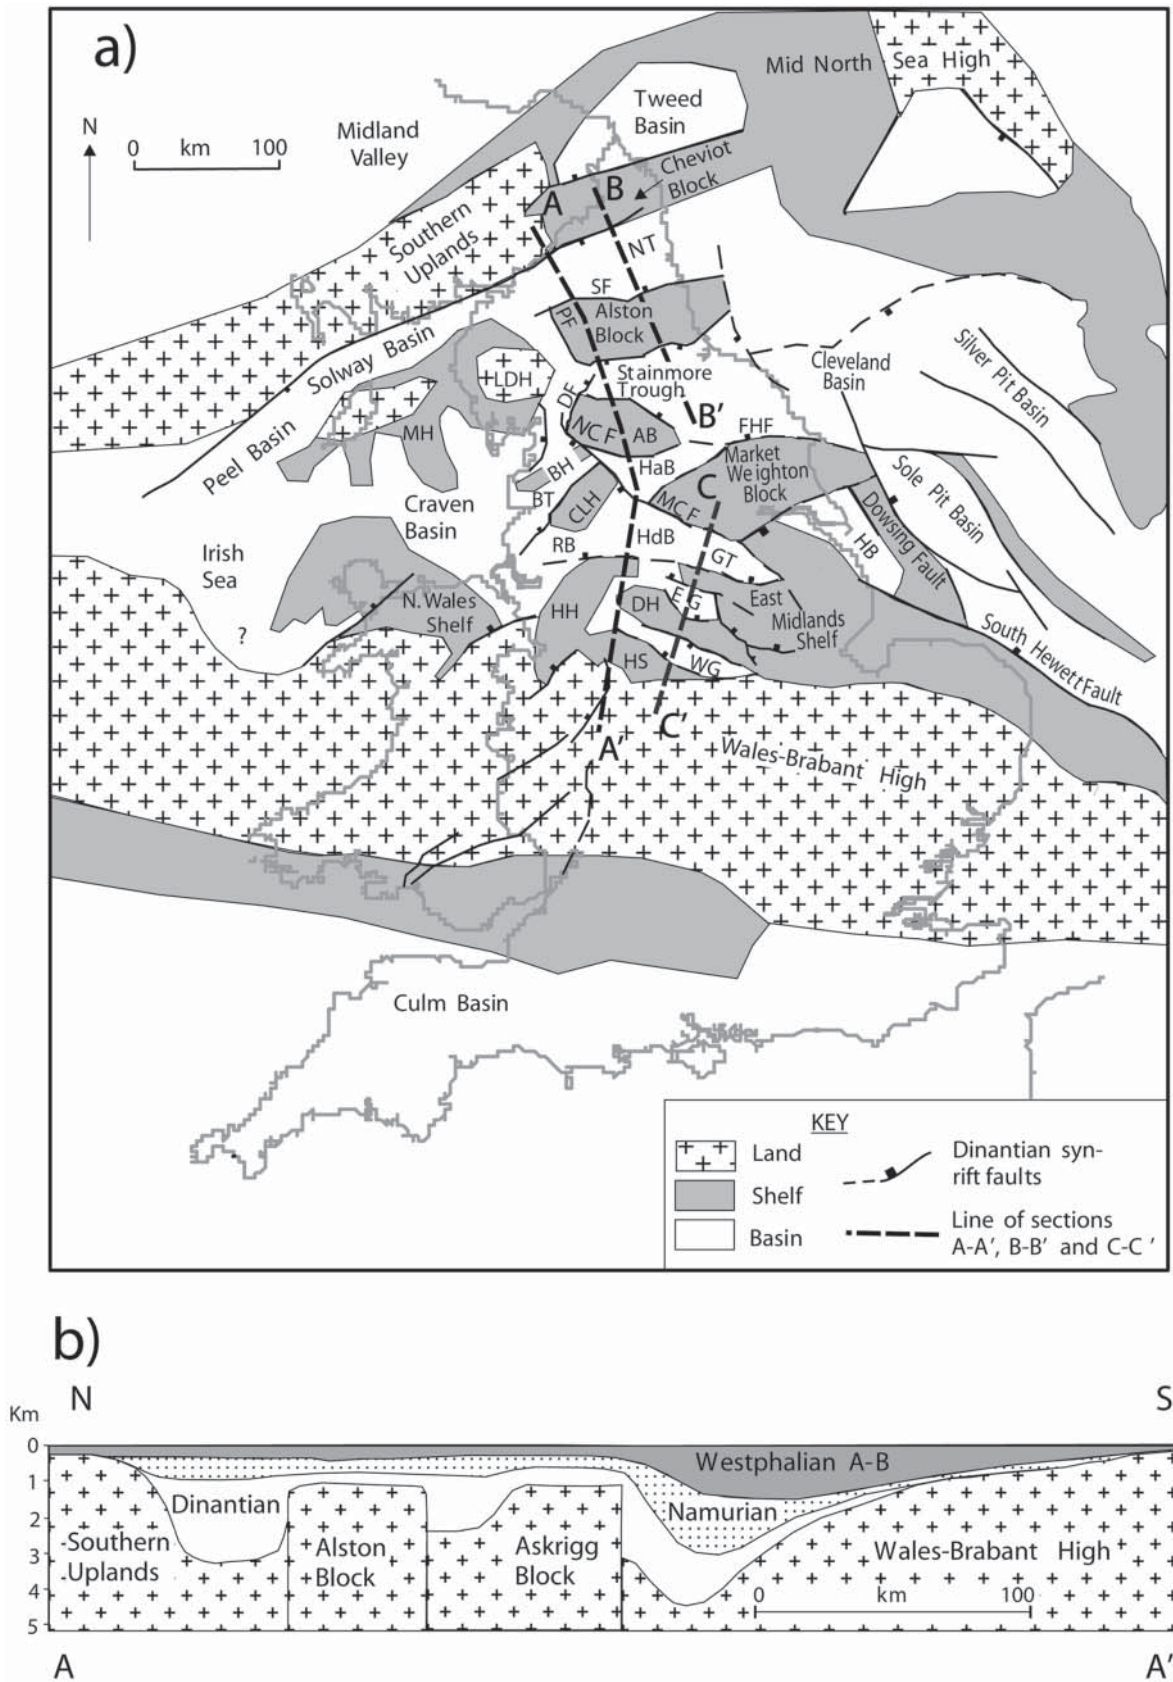 a)
N
0 km 100
Midland
Valley
Tweed
Basin
Mid North
Sea High
Cheviot
Block
A
B
Southern
Uplands
NT
SF
PF
Alston
Block
Solway Basin
Peel Basin
LDH
MH
DF
Stainmore
Trough
B'
Cleveland
Basin
Silver Pit Basin
NCF
AB
FHF
Market
Weighton
Block
BH
HaB
C
MCF
Sole Pit Basin
Craven
Basin
BT
CLH
HdB
Dowsing Fault
HB
Irish
Sea
?
RB
GT
N. Wales
Shelf
HH
DH
EG
East
Midlands
Shelf
South Hewett Fault
HS
WG
A'
C'
Wales-Brabant High
Culm Basin
KEY
Land
Shelf
Basin
Dinantian syn-
rift faults
Line of sections
A-A', B-B' and C-C'
b)
N
S
Km
0
1
2
3
4
5
Westphalian A-B
Dinantian
Namurian
Southern
Uplands
Alston
Block
Askrigg
Block
Wales-Brabant High
0 km 100
A
A'